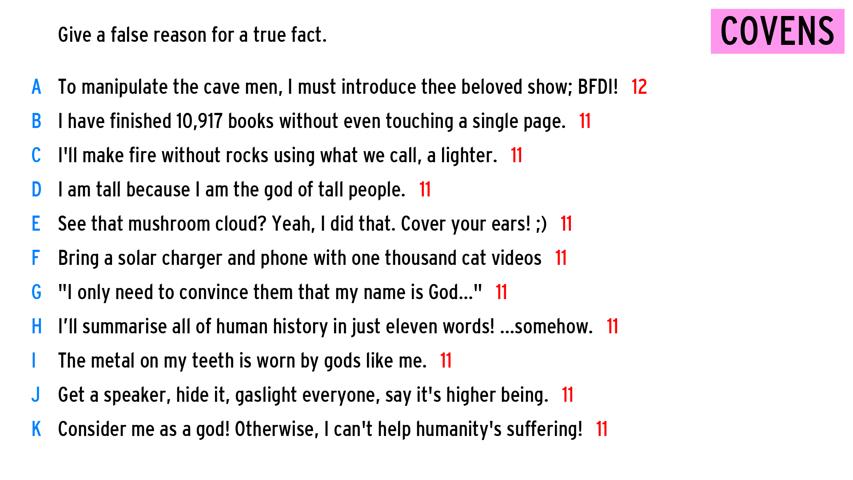 Give a false reason for a true fact.
COVENS
A To manipulate the cave men, I must introduce thee beloved show; BFDI! 12
B I have finished 10,917 books without even touching a single page. 11
C I'll make fire without rocks using what we call, a lighter. 11
D I am tall because I am the god of tall people. 11
E See that mushroom cloud? Yeah, I did that. Cover your ears! ;) 11
F Bring a solar charger and phone with one thousand cat videos 11
G "I only need to convince them that my name is God..." 11
H I’ll summarise all of human history in just eleven words! ...somehow. 11
I The metal on my teeth is worn by gods like me. 11
J Get a speaker, hide it, gaslight everyone, say it's higher being. 11
K Consider me as a god! Otherwise, I can't help humanity's suffering! 11